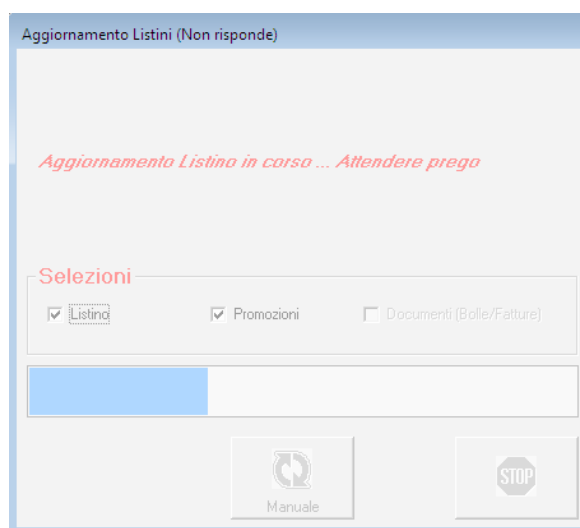 Aggiornamento Listini (Non risponde)
Aggiornamento Listino in corso ... Attendere prego
Selezioni
Listino Promozioni Documenti (Bolle/Fatture)
Manuale STOP